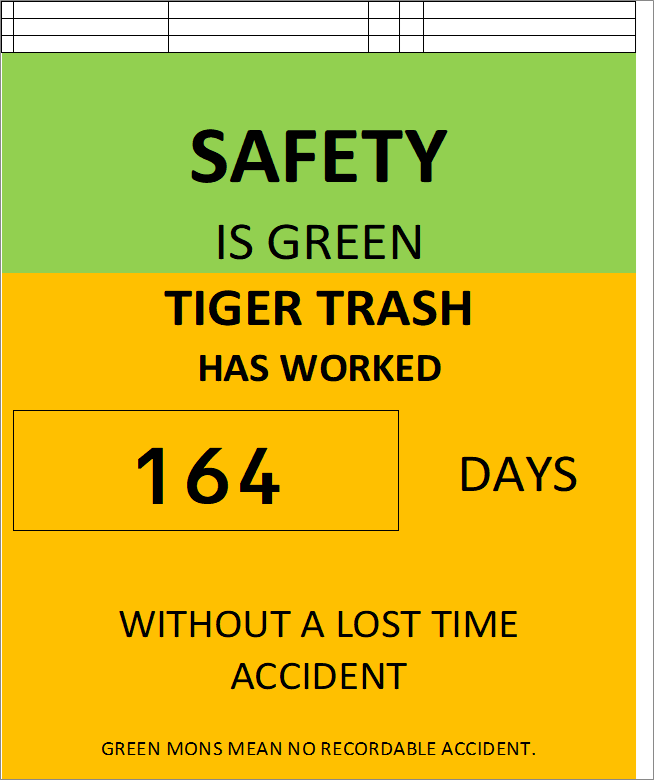 SAFETY
IS GREEN
TIGER TRASH
HAS WORKED
164
DAYS
WITHOUT A LOST TIME
ACCIDENT
GREEN MONS MEAN NO RECORDABLE ACCIDENT.